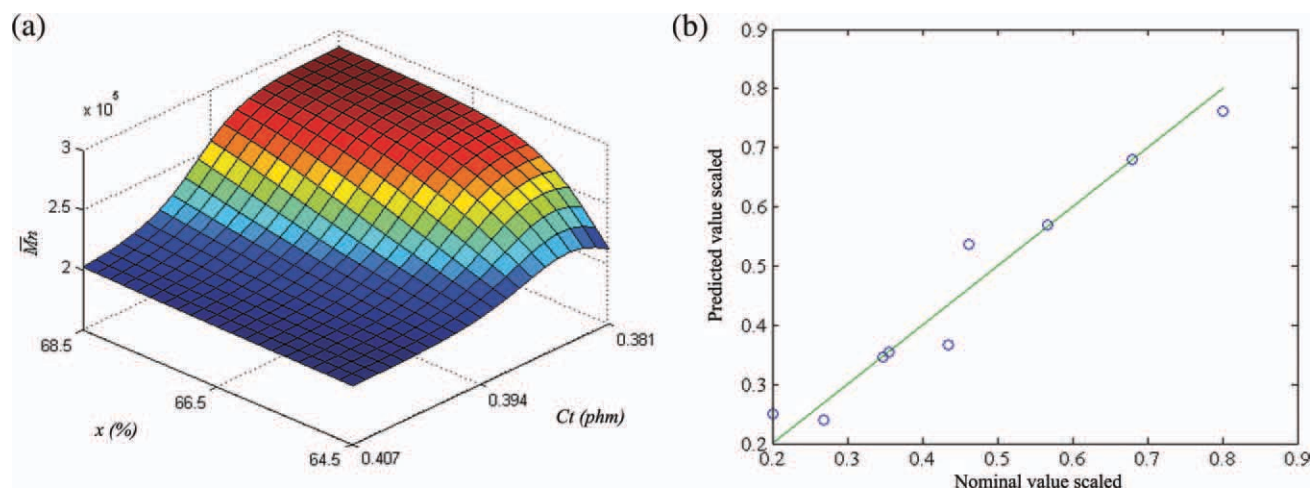 (a)
x 10⁵
3
2.5
2
M̅n
68.5
66.5
64.5
x (%)
0.407
0.394
0.381
Ct (phm)
(b)
0.9
0.8
0.7
0.6
0.5
0.4
0.3
0.2
Predicted value scaled
0.2 0.3 0.4 0.5 0.6 0.7 0.8 0.9
Nominal value scaled